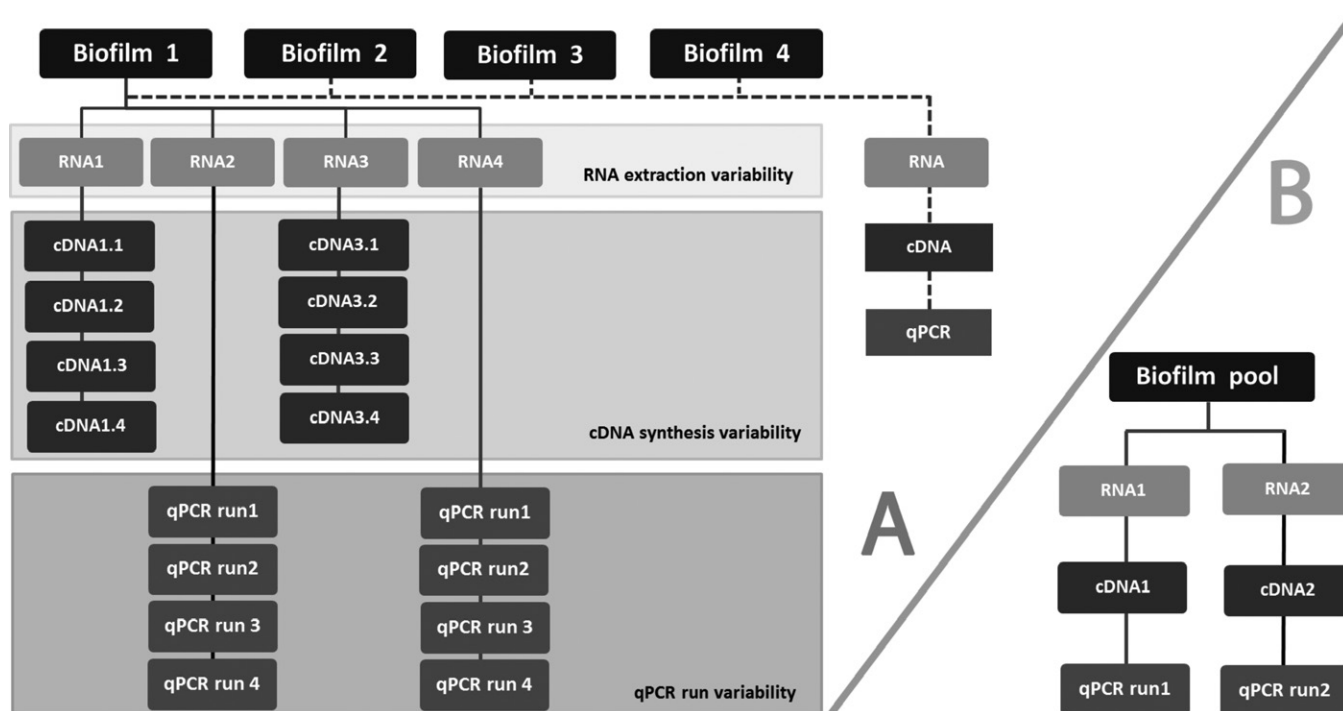 Biofilm 1
Biofilm 2
Biofilm 3
Biofilm 4
RNA1
RNA2
RNA3
RNA4
RNA extraction variability
RNA
cDNA1.1
cDNA1.2
cDNA1.3
cDNA1.4
cDNA3.1
cDNA3.2
cDNA3.3
cDNA3.4
cDNA synthesis variability
cDNA
qPCR
qPCR run1
qPCR run2
qPCR run 3
qPCR run 4
qPCR run1
qPCR run2
qPCR run 3
qPCR run 4
qPCR run variability
A
B
Biofilm pool
RNA1
RNA2
cDNA1
cDNA2
qPCR run1
qPCR run2